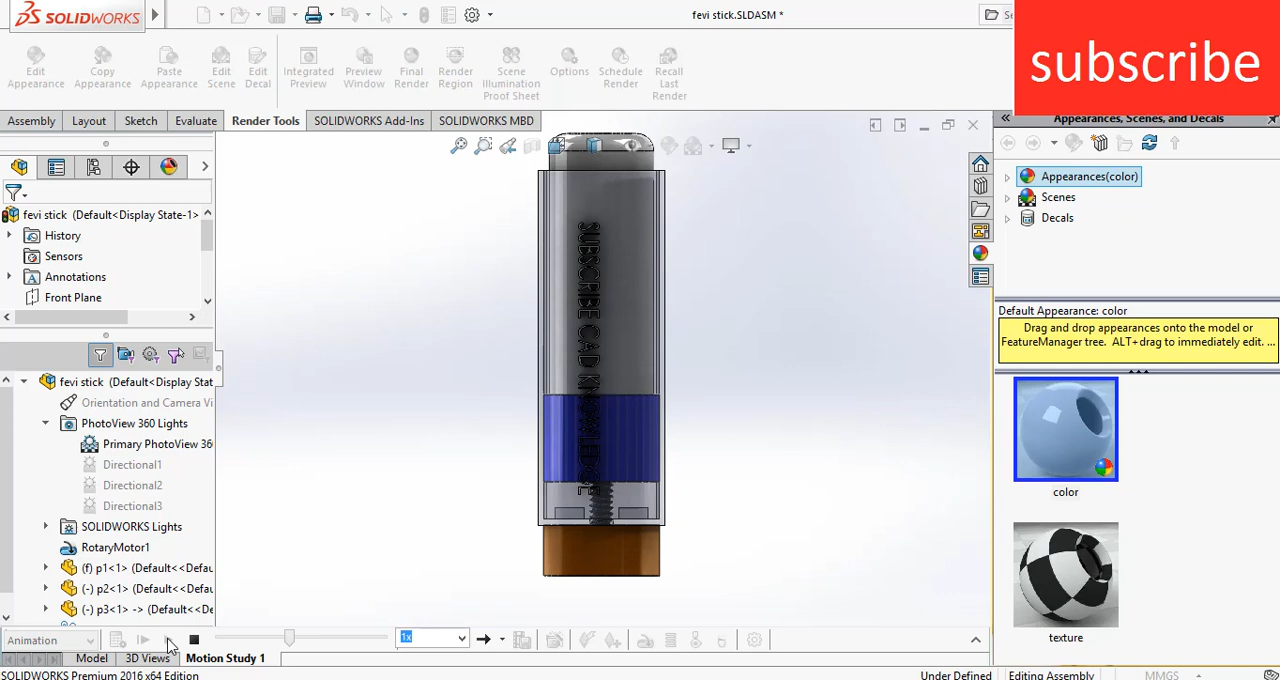 SOLIDWORKS
fevi stick.SLDASM *
subscribe
Edit Appearance
Copy Appearance
Paste Appearance
Edit Scene
Edit Decal
Integrated Preview
Preview Window
Final Render
Render Region
Scene Illumination Proof Sheet
Options
Schedule Render
Recall Last Render
Assembly
Layout
Sketch
Evaluate
Render Tools
SOLIDWORKS Add-Ins
SOLIDWORKS MBD
Appearances, Scenes, and Decals
Appearances(color)
Scenes
Decals
fevi stick (Default<Display State-1>
History
Sensors
Annotations
Front Plane
Default Appearance: color
Drag and drop appearances onto the model or
FeatureManager tree. ALT+drag to immediately edit. ...
SUBSCRIBE CAD KNOWLEDGE
fevi stick (Default<Display Stat
Orientation and Camera Vi
PhotoView 360 Lights
Primary PhotoView 36
Directional1
Directional2
Directional3
SOLIDWORKS Lights
RotaryMotor1
(f) p1<1> (Default<<Defau
(-) p2<1> (Default<<Defau
(-) p3<1> -> (Default<<De
color
texture
Animation
1x
Model
3D Views
Motion Study 1
SOLIDWORKS Premium 2016 x64 Edition
Under Defined
Editing Assembly
MMGS